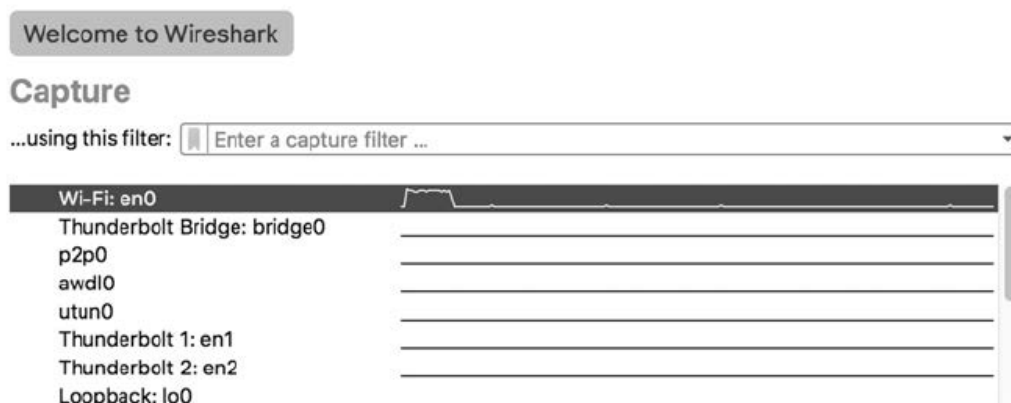 Welcome to Wireshark
Capture
...using this filter: Enter a capture filter ...
Wi-Fi: en0
Thunderbolt Bridge: bridge0
p2p0
awdl0
utun0
Thunderbolt 1: en1
Thunderbolt 2: en2
Loopback: lo0